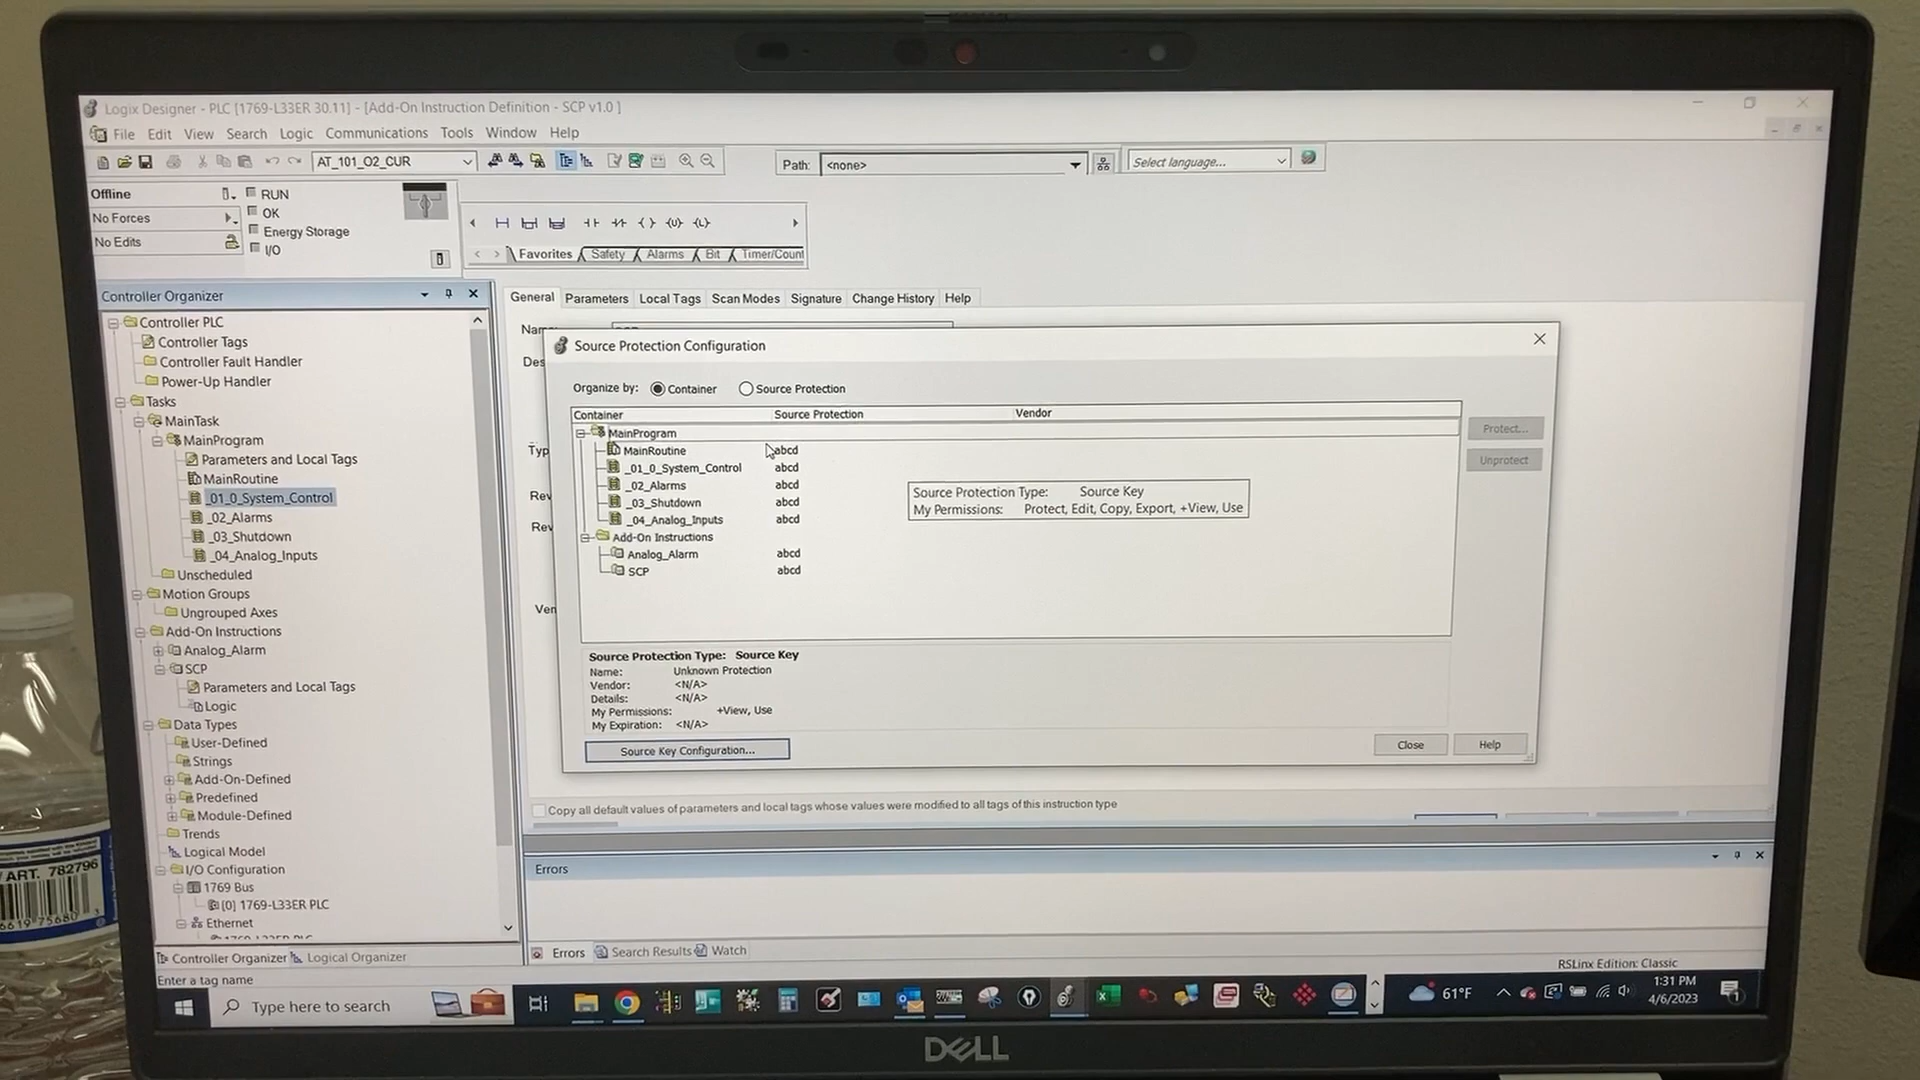 Logix Designer - PLC [1769-L33ER 30.11] - [Add-On Instruction Definition - SCP v1.0 ]
File Edit View Search Logic Communications Tools Window Help
AT_101_O2_CUR
Path: <none>
Select language...
Offline
RUN
No Forces
OK
Energy Storage
No Edits
I/O
Favorites Safety Alarms Bit Timer/Count
Controller Organizer
Controller PLC
Controller Tags
Controller Fault Handler
Power-Up Handler
Tasks
MainTask
MainProgram
Parameters and Local Tags
MainRoutine
_01_0_System_Control
_02_Alarms
_03_Shutdown
_04_Analog_Inputs
Unscheduled
Motion Groups
Ungrouped Axes
Add-On Instructions
Analog_Alarm
SCP
Parameters and Local Tags
Logic
Data Types
User-Defined
Strings
Add-On-Defined
Predefined
Module-Defined
Trends
Logical Model
I/O Configuration
1769 Bus
[0] 1769-L33ER PLC
Ethernet
Controller Organizer Logical Organizer
Enter a tag name
General Parameters Local Tags Scan Modes Signature Change History Help
Nam
Des
Typ
Rev
Rev
Ven
Source Protection Configuration
Organize by: Container Source Protection
Container Source Protection Vendor
MainProgram
MainRoutine abcd
_01_0_System_Control abcd
_02_Alarms abcd
_03_Shutdown abcd
_04_Analog_Inputs abcd
Add-On Instructions
Analog_Alarm abcd
SCP abcd
Protect...
Unprotect
Source Protection Type: Source Key
My Permissions: Protect, Edit, Copy, Export, +View, Use
Source Protection Type: Source Key
Name: Unknown Protection
Vendor: <N/A>
Details: <N/A>
My Permissions: +View, Use
My Expiration: <N/A>
Source Key Configuration...
Close
Help
Copy all default values of parameters and local tags whose values were modified to all tags of this instruction type
Errors
Errors Search Results Watch
RSLinx Edition: Classic
Type here to search
61°F
1:31 PM
4/6/2023
DELL
ART. 782796
6619 75680 3